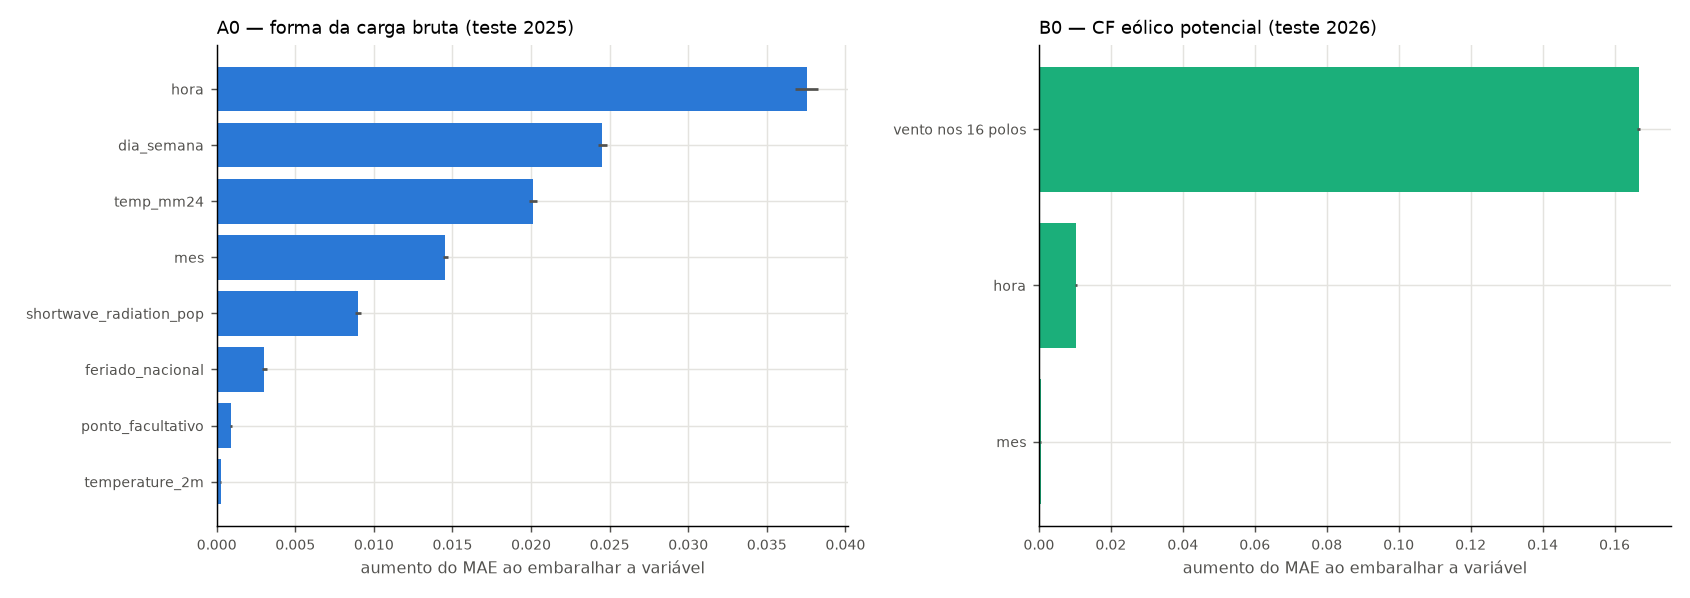 A0 — forma da carga bruta (teste 2025)
hora
dia_semana
temp_mm24
mes
shortwave_radiation_pop
feriado_nacional
ponto_facultativo
temperature_2m
0.000 0.005 0.010 0.015 0.020 0.025 0.030 0.035 0.040
aumento do MAE ao embaralhar a variável
B0 — CF eólico potencial (teste 2026)
vento nos 16 polos
hora
mes
0.00 0.02 0.04 0.06 0.08 0.10 0.12 0.14 0.16
aumento do MAE ao embaralhar a variável